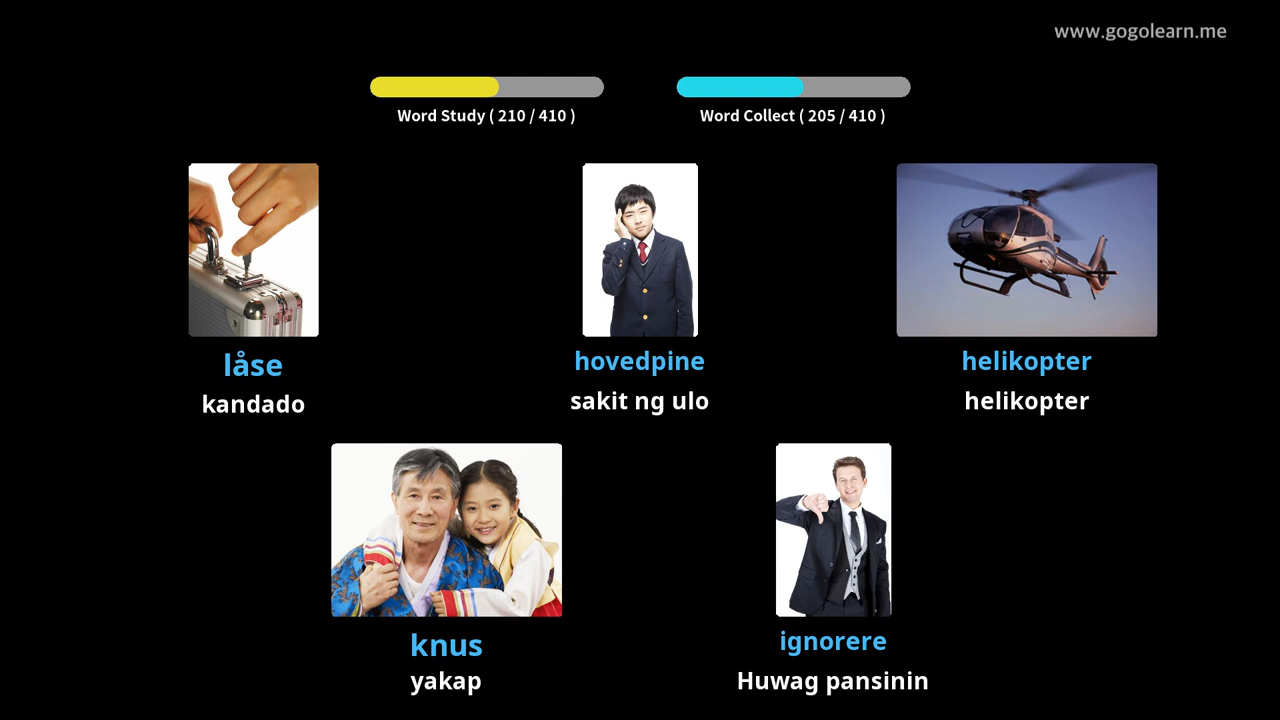 www.gogolearn.me
Word Study ( 210 / 410 )
Word Collect ( 205 / 410 )
låse
kandado
hovedpine
sakit ng ulo
helikopter
helikopter
knus
yakap
ignorere
Huwag pansinin